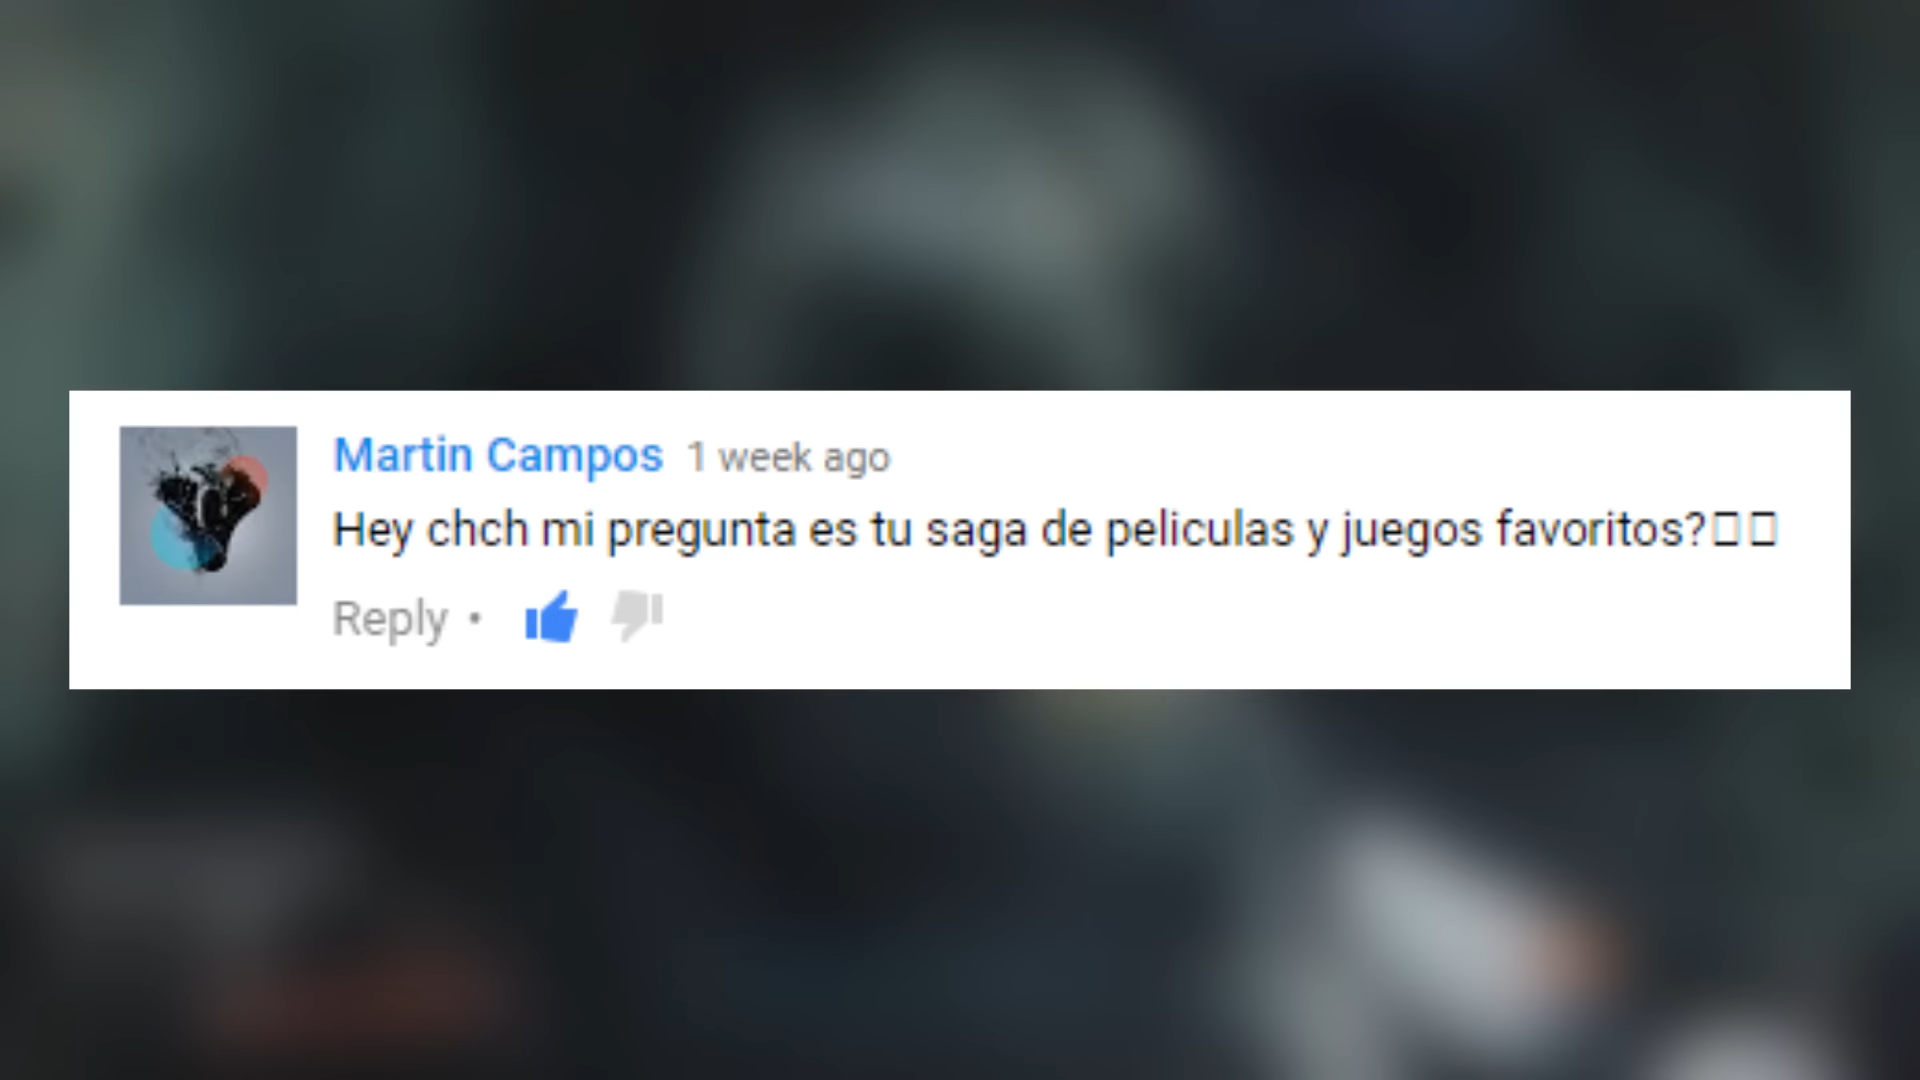 Martin Campos 1 week ago
Hey chch mi pregunta es tu saga de peliculas y juegos favoritos?
Reply •